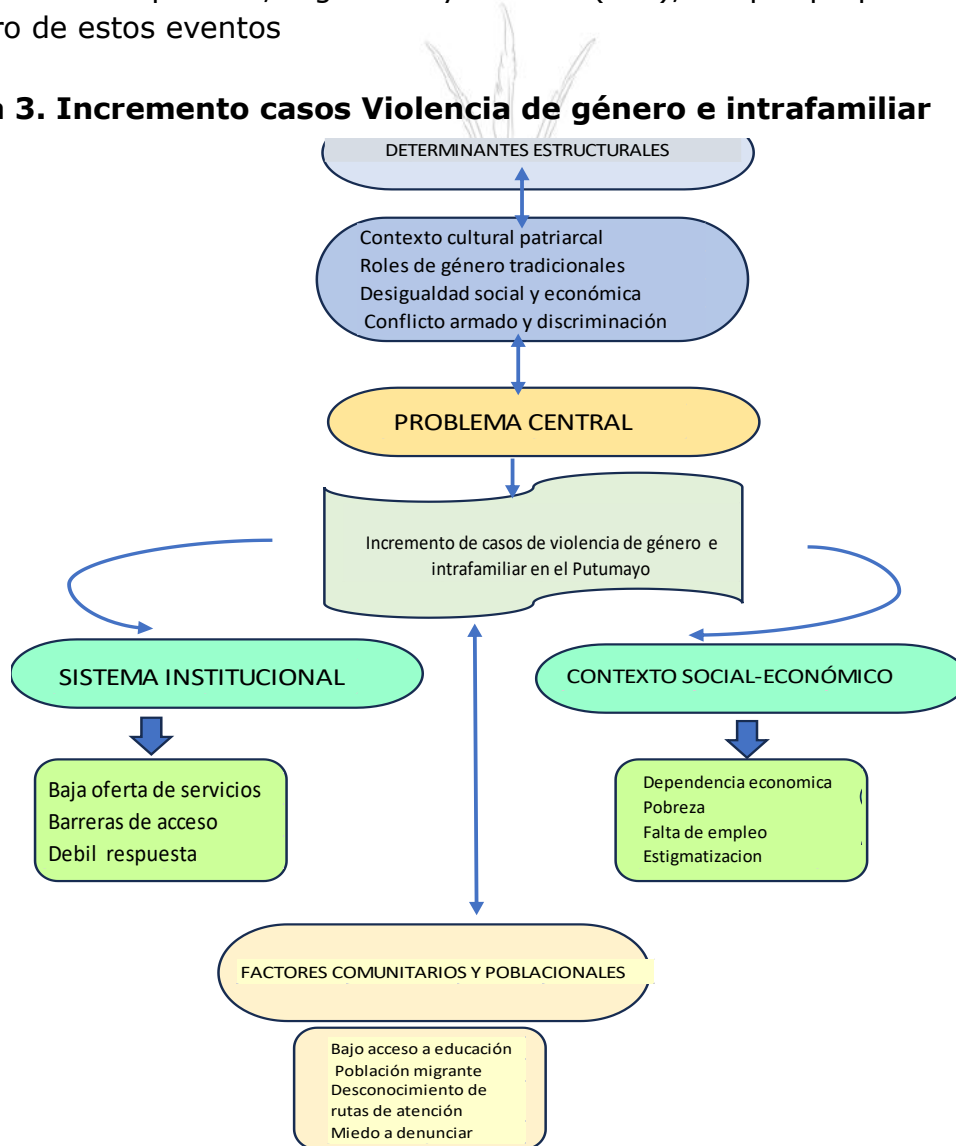 ro de estos eventos
3. Incremento casos Violencia de género e intrafamiliar
DETERMINANTES ESTRUCTURALES
Contexto cultural patriarcal
Roles de género tradicionales
Desigualdad social y económica
Conflicto armado y discriminación
PROBLEMA CENTRAL
Incremento de casos de violencia de género e
intrafamiliar en el Putumayo
SISTEMA INSTITUCIONAL
CONTEXTO SOCIAL-ECONÓMICO
Baja oferta de servicios
Barreras de acceso
Debil respuesta
Dependencia economica
Pobreza
Falta de empleo
Estigmatizacion
FACTORES COMUNITARIOS Y POBLACIONALES
Bajo acceso a educación
Población migrante
Desconocimiento de
rutas de atención
Miedo a denunciar